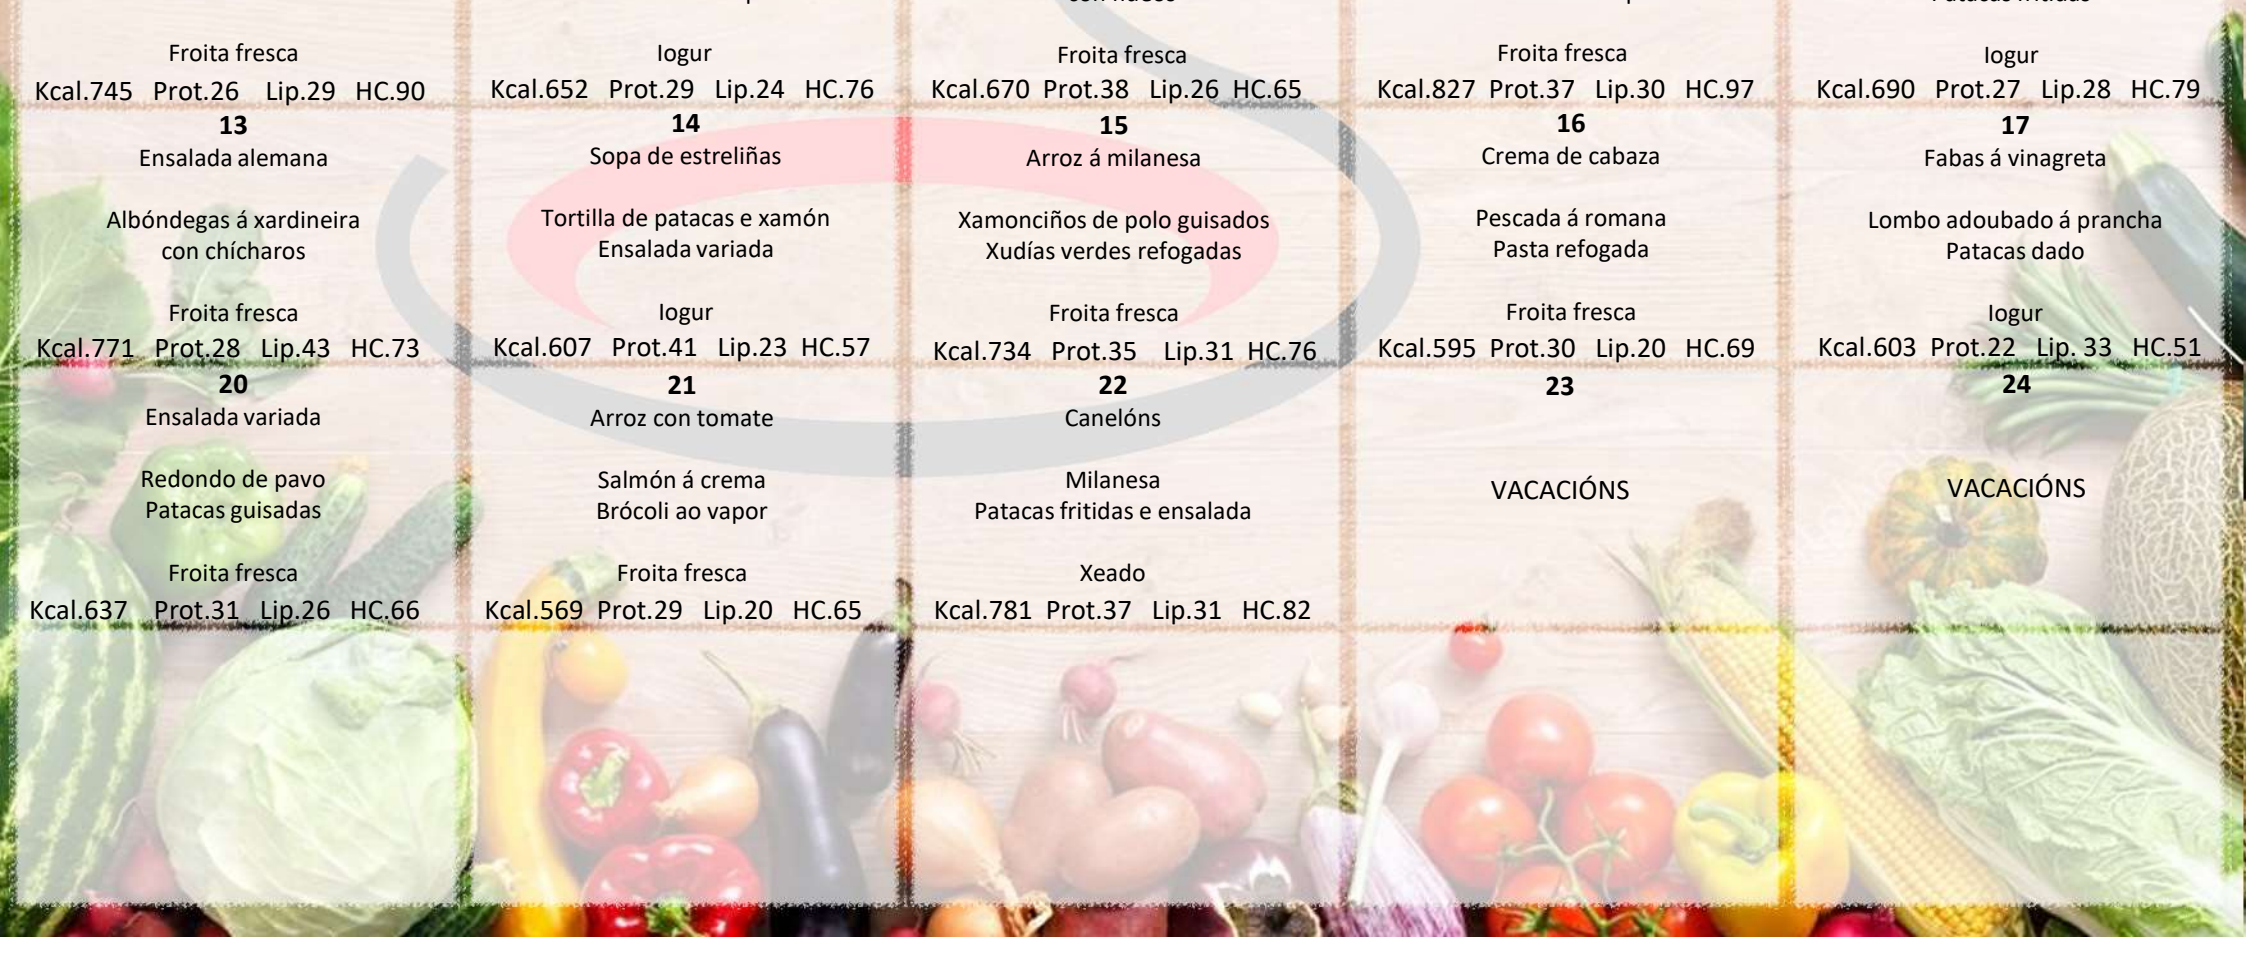 Froita fresca
Kcal.745 Prot.26 Lip.29 HC.90
Iogur
Kcal.652 Prot.29 Lip.24 HC.76
Froita fresca
Kcal.670 Prot.38 Lip.26 HC.65
Froita fresca
Kcal.827 Prot.37 Lip.30 HC.97
Iogur
Kcal.690 Prot.27 Lip.28 HC.79
13
Ensalada alemana
Albóndegas á xardineira
con chícharos
Froita fresca
Kcal.771 Prot.28 Lip.43 HC.73
14
Sopa de estreliñas
Tortilla de patacas e xamón
Ensalada variada
Iogur
Kcal.607 Prot.41 Lip.23 HC.57
15
Arroz á milanesa
Xamonciños de polo guisados
Xudías verdes refogadas
Froita fresca
Kcal.734 Prot.35 Lip.31 HC.76
16
Crema de cabaza
Pescada á romana
Pasta refogada
Froita fresca
Kcal.595 Prot.30 Lip.20 HC.69
17
Fabas á vinagreta
Lombo adoubado á prancha
Patacas dado
Iogur
Kcal.603 Prot.22 Lip. 33 HC.51
20
Ensalada variada
Redondo de pavo
Patacas guisadas
Froita fresca
Kcal.637 Prot.31 Lip.26 HC.66
21
Arroz con tomate
Salmón á crema
Brócoli ao vapor
Froita fresca
Kcal.569 Prot.29 Lip.20 HC.65
22
Canelóns
Milanesa
Patacas fritidas e ensalada
Xeado
Kcal.781 Prot.37 Lip.31 HC.82
23
VACACIÓNS
24
VACACIÓNS